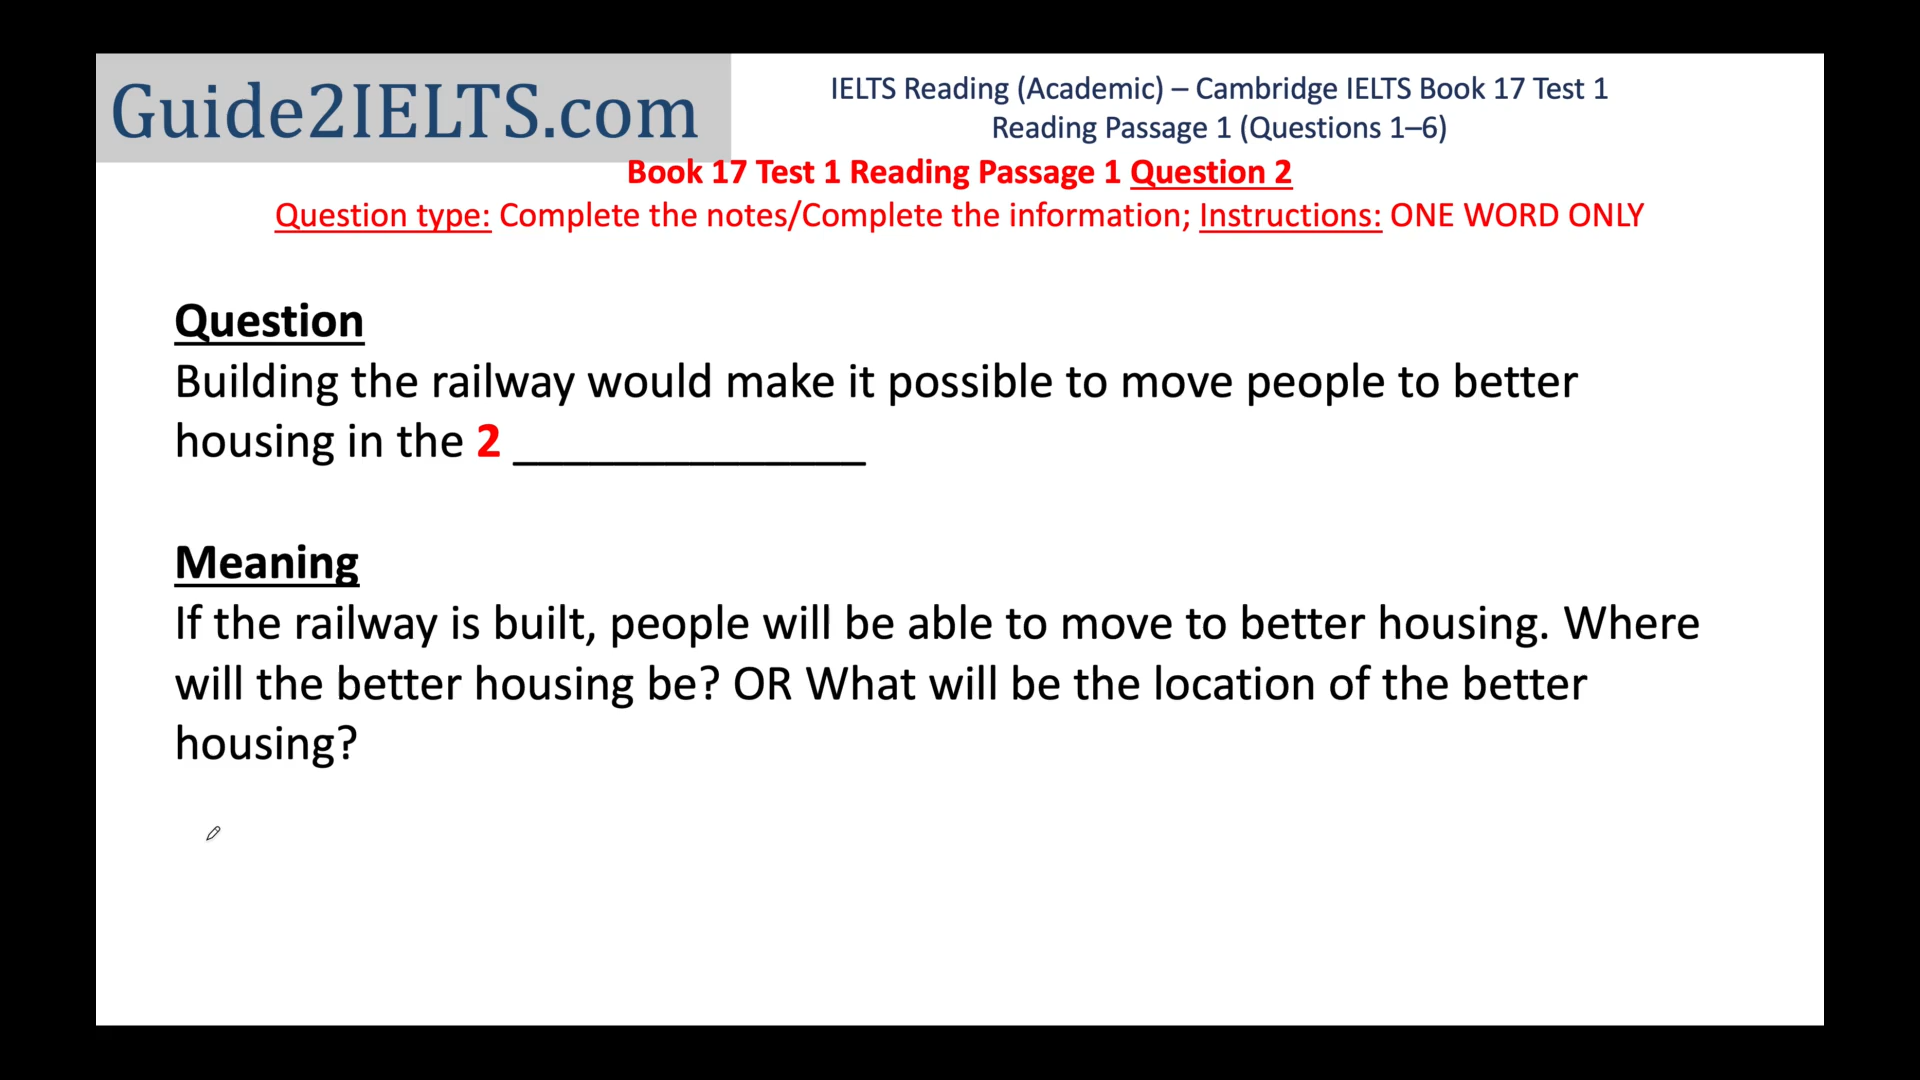 Guide2IELTS.com
IELTS Reading (Academic) – Cambridge IELTS Book 17 Test 1
Reading Passage 1 (Questions 1–6)
Book 17 Test 1 Reading Passage 1 Question 2
Question type: Complete the notes/Complete the information; Instructions: ONE WORD ONLY
Question
Building the railway would make it possible to move people to better
housing in the 2 ______________
Meaning
If the railway is built, people will be able to move to better housing. Where
will the better housing be? OR What will be the location of the better
housing?